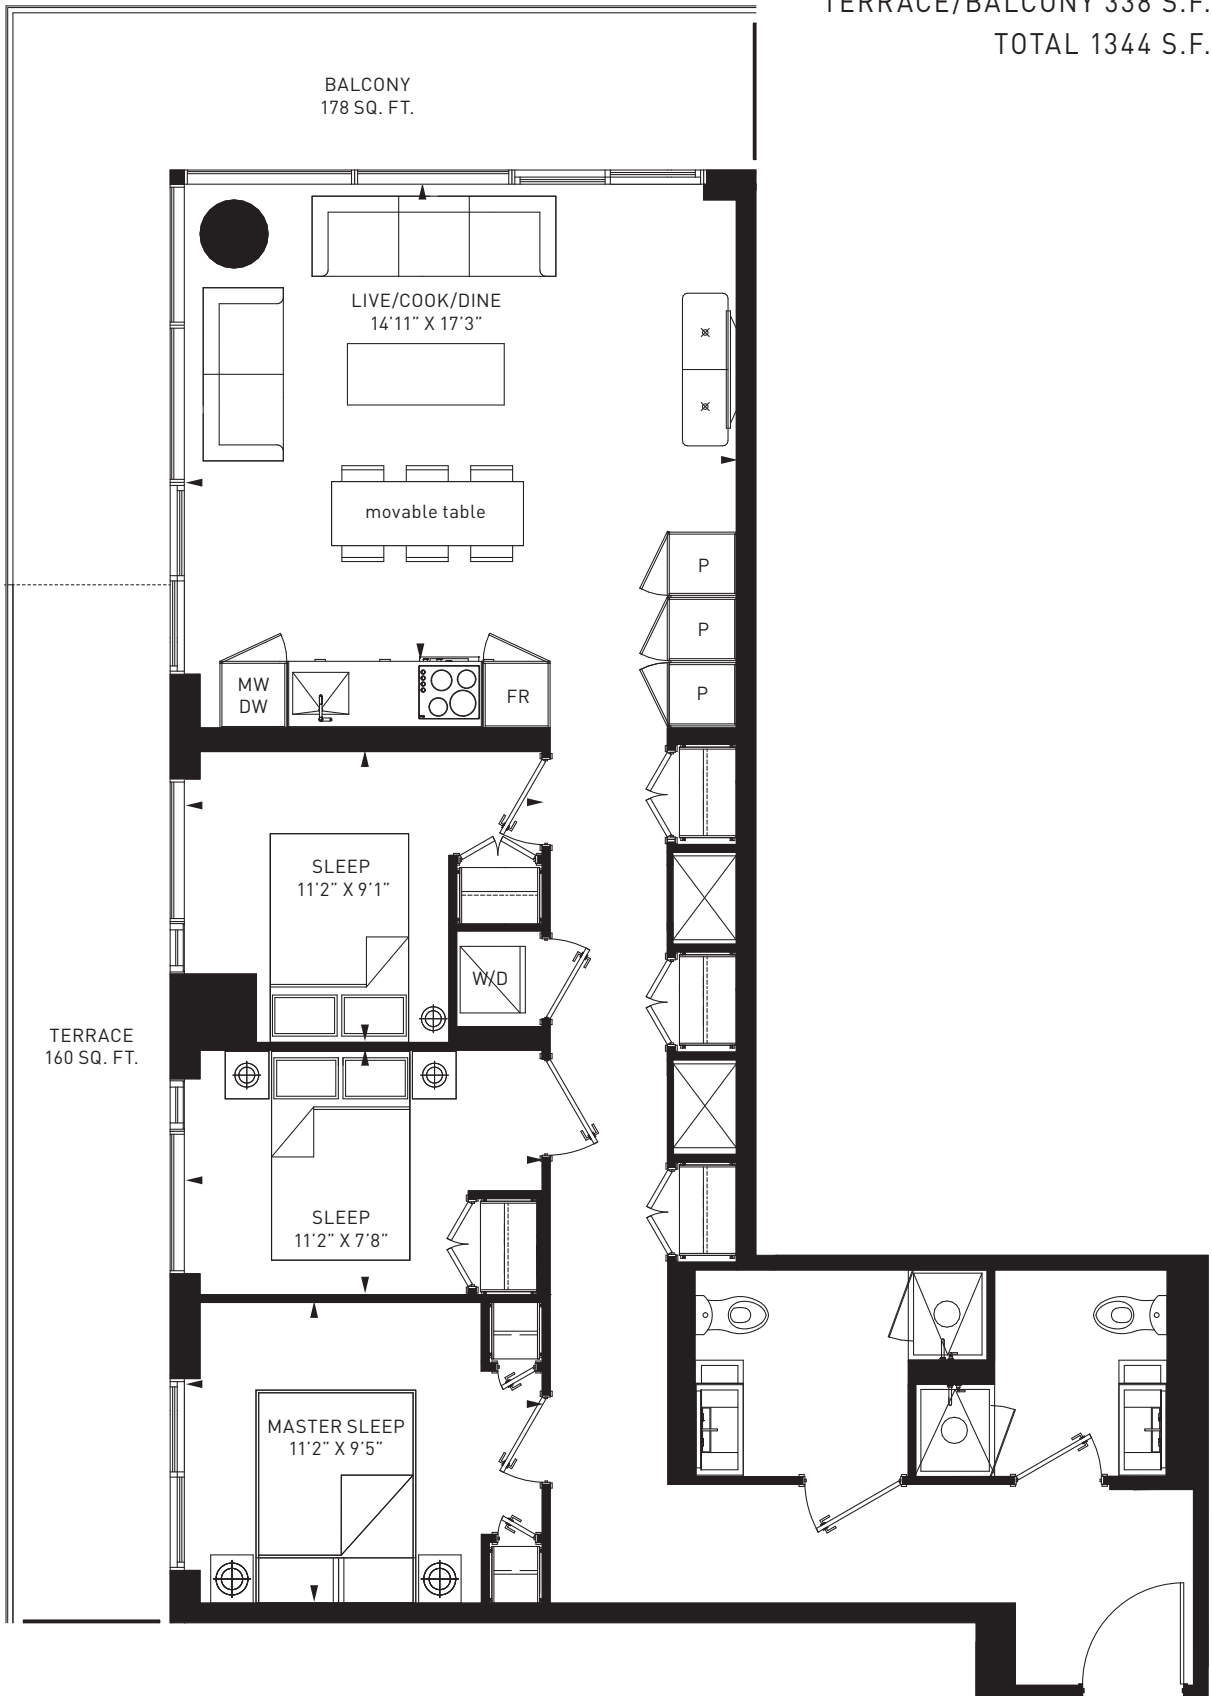 TERRACE/BALCONY 338 S.F.
TOTAL 1344 S.F.
BALCONY
178 SQ. FT.
LIVE/COOK/DINE
14'11” X 17'3”
movable table
P
P
P
MW
DW
FR
SLEEP
11'2” X 9'1”
W/D
TERRACE
160 SQ. FT.
SLEEP
11'2” X 7'8”
MASTER SLEEP
11'2” X 9'5”